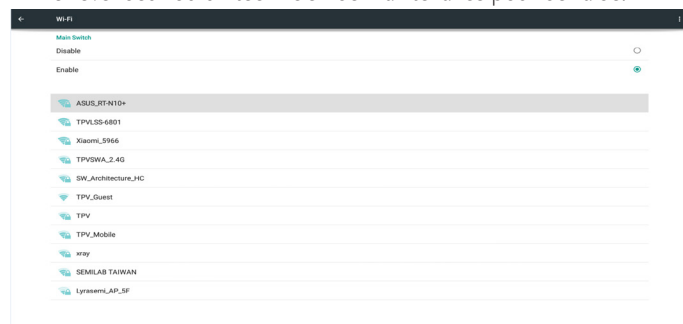 Wi-Fi
Main Switch
Disable
Enable
ASUS_RT-N10+
TPVLSS-6801
Xiaomi_5966
TPVSWA_2.4G
SW_Architecture_HC
TPV_Guest
TPV
TPV_Mobile
xray
SEMILAB TAIWAN
Lyrasemi_AP_5F